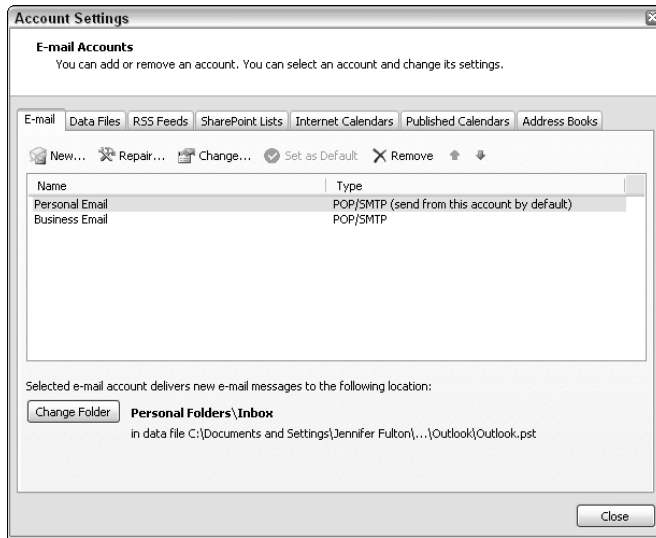 Account Settings
E-mail Accounts
You can add or remove an account. You can select an account and change its settings.
E-mail Data Files RSS Feeds SharePoint Lists Internet Calendars Published Calendars Address Books
New... Repair... Change... Set as Default Remove
Name Type
Personal Email POP/SMTP (send from this account by default)
Business Email POP/SMTP
Selected e-mail account delivers new e-mail messages to the following location:
Change Folder Personal Folders\Inbox
in data file C:\Documents and Settings\Jennifer Fulton\...\Outlook\Outlook.pst
Close